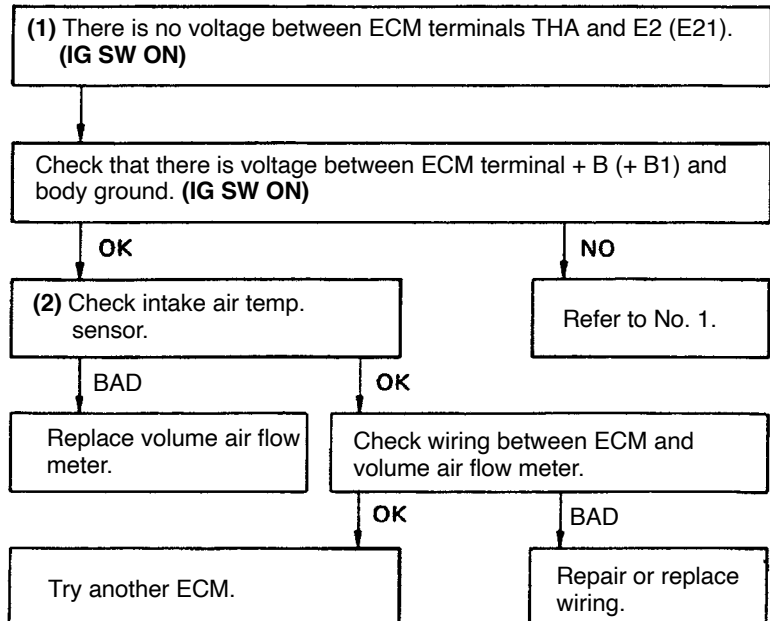 (1) There is no voltage between ECM terminals THA and E2 (E21).
(IG SW ON)
Check that there is voltage between ECM terminal + B (+ B1) and
body ground. (IG SW ON)
OK
NO
(2) Check intake air temp.
sensor.
Refer to No. 1.
BAD
OK
Replace volume air flow
meter.
Check wiring between ECM and
volume air flow meter.
OK
BAD
Try another ECM.
Repair or replace
wiring.